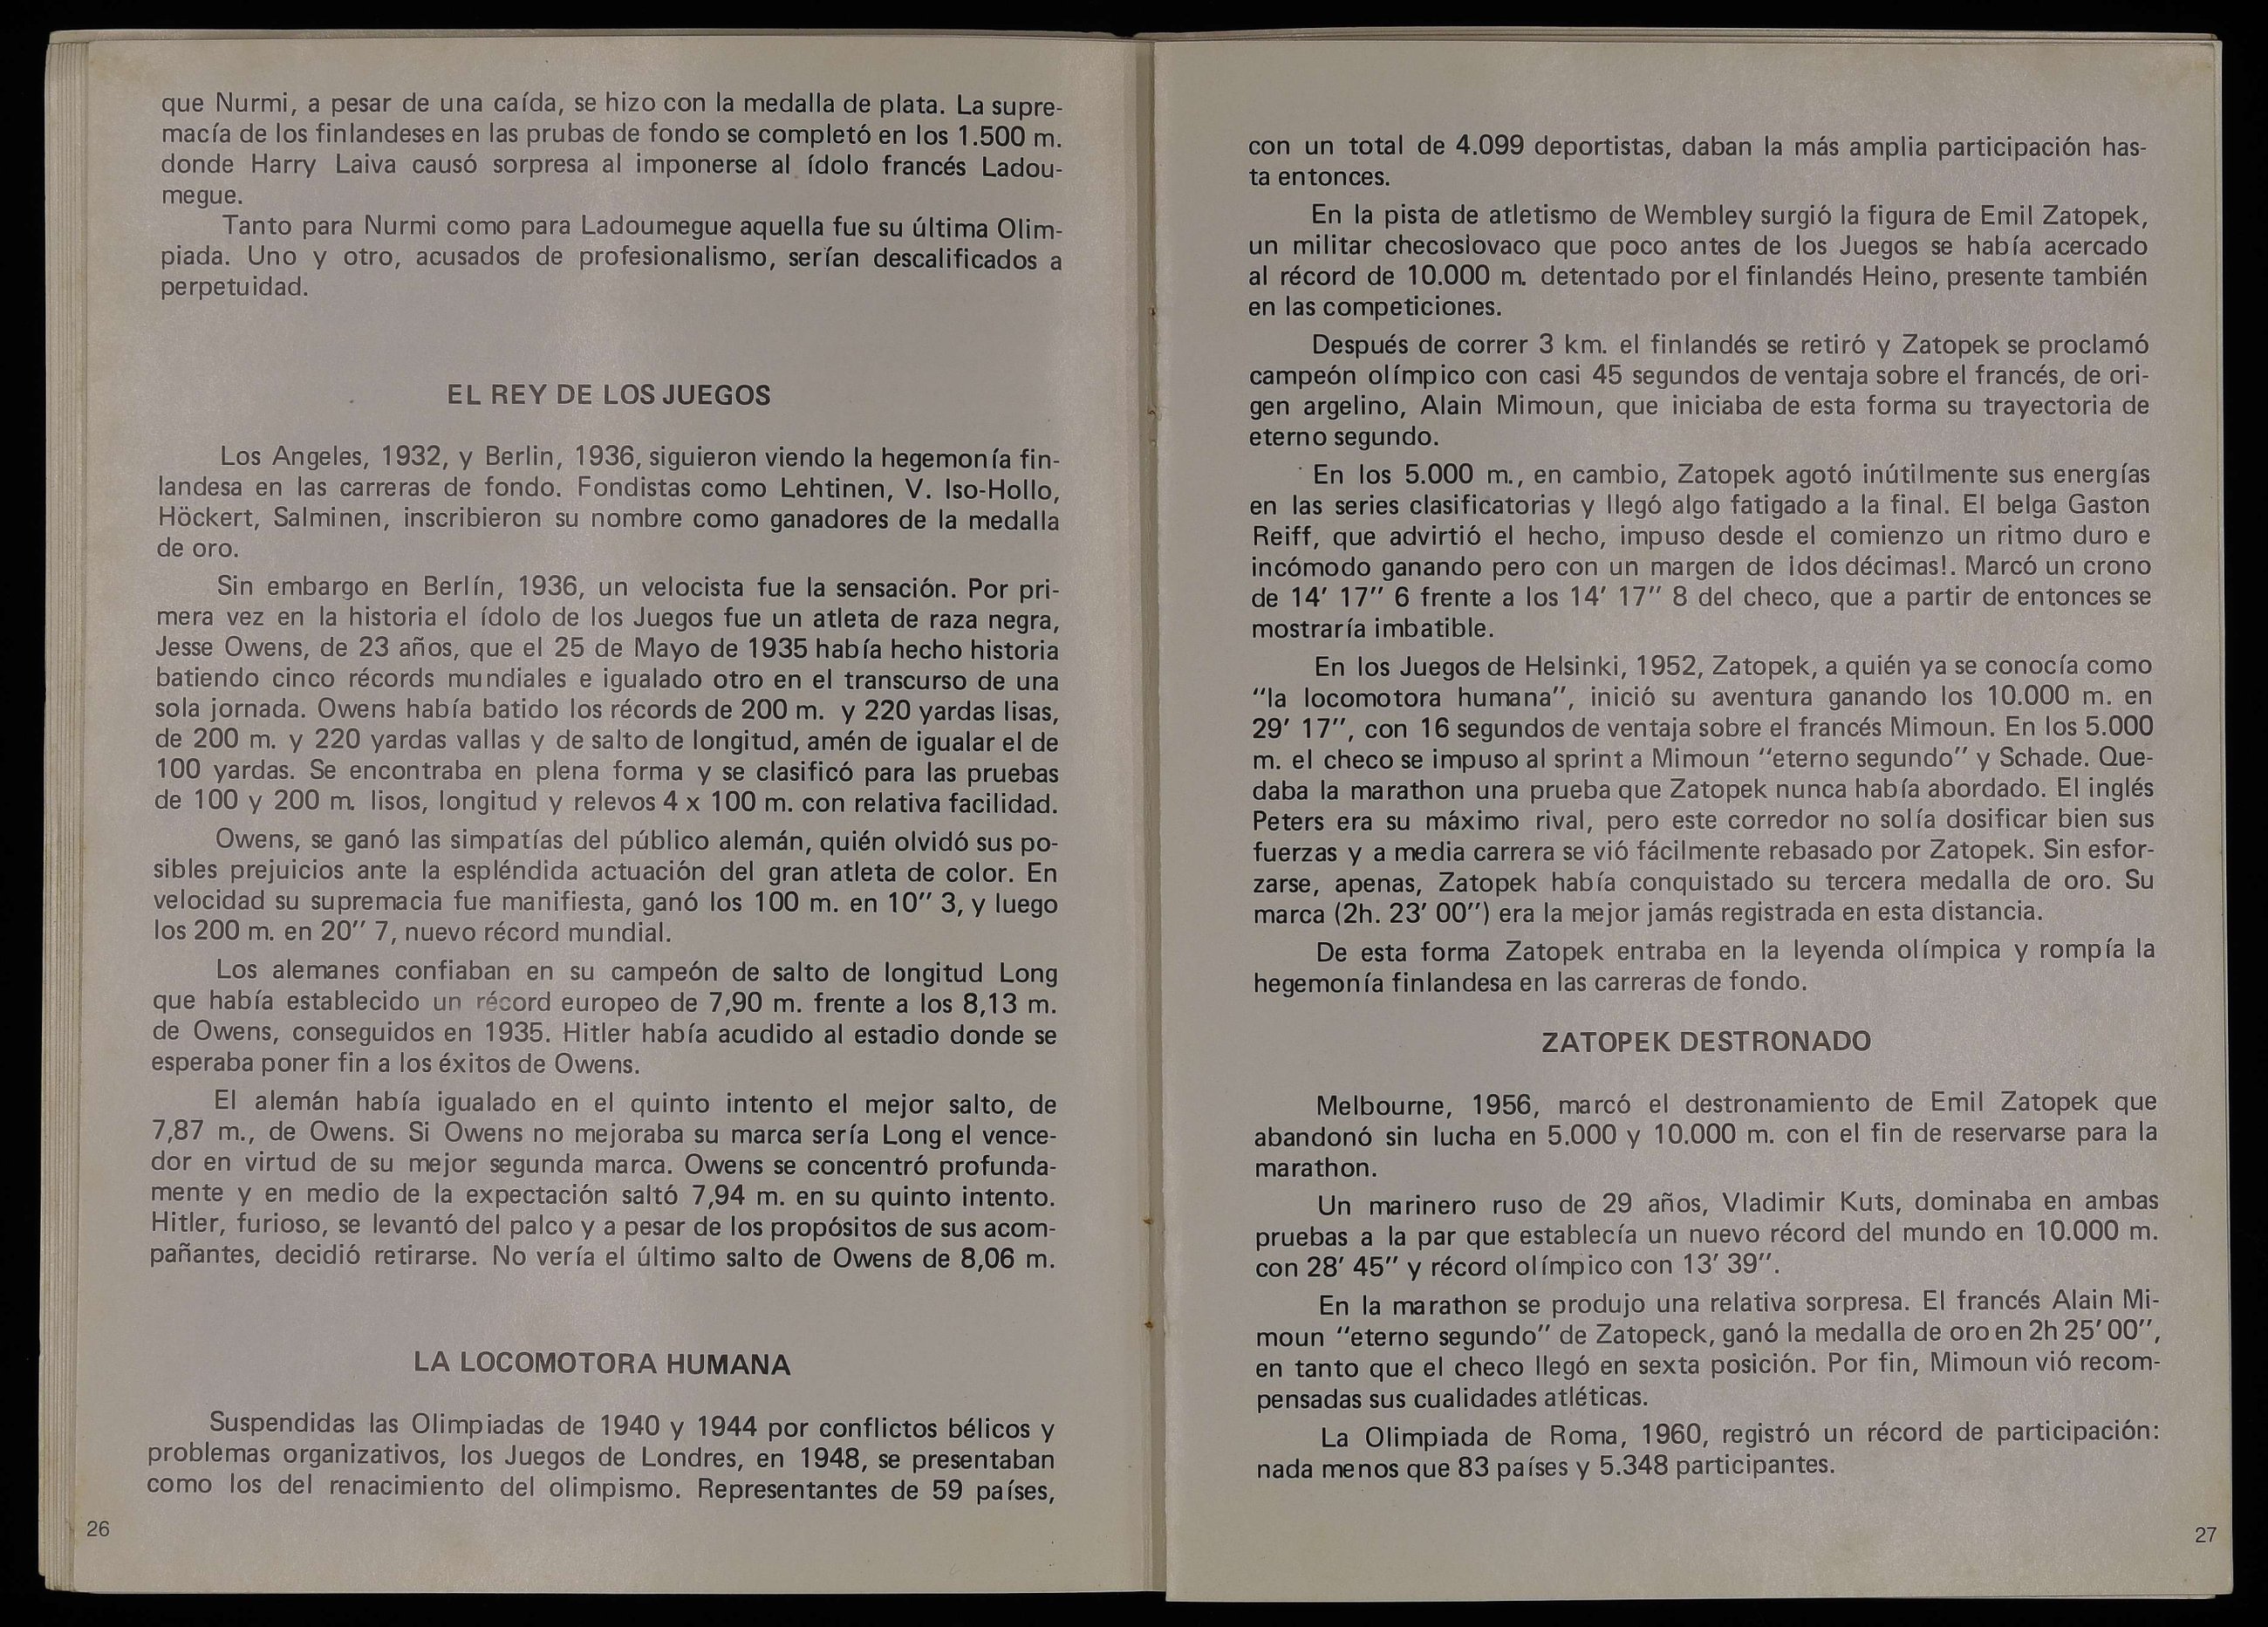 que Nurmi, a pesar de una caída, se hizo con la medalla de plata. La supre-
macía de los finlandeses en las prubas de fondo se completó en los 1.500 m.
donde Harry Laiva causó sorpresa al imponerse al ídolo francés Ladou-
megue.
Tanto para Nurmi como para Ladoumegue aquella fue su última Olim-
piada. Uno y otro, acusados de profesionalismo, serían descalificados a
perpetuidad.
EL REY DE LOS JUEGOS
Los Angeles, 1932, y Berlin, 1936, siguieron viendo la hegemonía fin-
landesa en las carreras de fondo. Fondistas como Lehtinen, V. Iso-Hollo,
Höckert, Salminen, inscribieron su nombre como ganadores de la medalla
de oro.
Sin embargo en Berlín, 1936, un velocista fue la sensación. Por pri-
mera vez en la historia el ídolo de los Juegos fue un atleta de raza negra,
Jesse Owens, de 23 años, que el 25 de Mayo de 1935 había hecho historia
batiendo cinco récords mundiales e igualado otro en el transcurso de una
sola jornada. Owens había batido los récords de 200 m. y 220 yardas lisas,
de 200 m. y 220 yardas vallas y de salto de longitud, amén de igualar el de
100 yardas. Se encontraba en plena forma y se clasificó para las pruebas
de 100 y 200 m. lisos, longitud y relevos 4 x 100 m. con relativa facilidad.
Owens, se ganó las simpatías del público alemán, quién olvidó sus po-
sibles prejuicios ante la espléndida actuación del gran atleta de color. En
velocidad su supremacia fue manifiesta, ganó los 100 m. en 10'' 3, y luego
los 200 m. en 20'' 7, nuevo récord mundial.
Los alemanes confiaban en su campeón de salto de longitud Long
que había establecido un récord europeo de 7,90 m. frente a los 8,13 m.
de Owens, conseguidos en 1935. Hitler había acudido al estadio donde se
esperaba poner fin a los éxitos de Owens.
El alemán había igualado en el quinto intento el mejor salto, de
7,87 m., de Owens. Si Owens no mejoraba su marca sería Long el vence-
dor en virtud de su mejor segunda marca. Owens se concentró profunda-
mente y en medio de la expectación saltó 7,94 m. en su quinto intento.
Hitler, furioso, se levantó del palco y a pesar de los propósitos de sus acom-
pañantes, decidió retirarse. No vería el último salto de Owens de 8,06 m.
LA LOCOMOTORA HUMANA
Suspendidas las Olimpiadas de 1940 y 1944 por conflictos bélicos y
problemas organizativos, los Juegos de Londres, en 1948, se presentaban
como los del renacimiento del olimpismo. Representantes de 59 países,
26
con un total de 4.099 deportistas, daban la más amplia participación has-
ta entonces.
En la pista de atletismo de Wembley surgió la figura de Emil Zatopek,
un militar checoslovaco que poco antes de los Juegos se había acercado
al récord de 10.000 m. detentado por el finlandés Heino, presente también
en las competiciones.
Después de correr 3 km. el finlandés se retiró y Zatopek se proclamó
campeón olímpico con casi 45 segundos de ventaja sobre el francés, de ori-
gen argelino, Alain Mimoun, que iniciaba de esta forma su trayectoria de
eterno segundo.
En los 5.000 m., en cambio, Zatopek agotó inútilmente sus energías
en las series clasificatorias y llegó algo fatigado a la final. El belga Gaston
Reiff, que advirtió el hecho, impuso desde el comienzo un ritmo duro e
incómodo ganando pero con un margen de ¡dos décimas!. Marcó un crono
de 14' 17'' 6 frente a los 14' 17'' 8 del checo, que a partir de entonces se
mostraría imbatible.
En los Juegos de Helsinki, 1952, Zatopek, a quién ya se conocía como
"la locomotora humana", inició su aventura ganando los 10.000 m. en
29' 17'', con 16 segundos de ventaja sobre el francés Mimoun. En los 5.000
m. el checo se impuso al sprint a Mimoun "eterno segundo" y Schade. Que-
daba la marathon una prueba que Zatopek nunca había abordado. El inglés
Peters era su máximo rival, pero este corredor no solía dosificar bien sus
fuerzas y a media carrera se vió fácilmente rebasado por Zatopek. Sin esfor-
zarse, apenas, Zatopek había conquistado su tercera medalla de oro. Su
marca (2h. 23' 00'') era la mejor jamás registrada en esta distancia.
De esta forma Zatopek entraba en la leyenda olímpica y rompía la
hegemonía finlandesa en las carreras de fondo.
ZATOPEK DESTRONADO
Melbourne, 1956, marcó el destronamiento de Emil Zatopek que
abandonó sin lucha en 5.000 y 10.000 m. con el fin de reservarse para la
marathon.
Un marinero ruso de 29 años, Vladimir Kuts, dominaba en ambas
pruebas a la par que establecía un nuevo récord del mundo en 10.000 m.
con 28' 45'' y récord olímpico con 13' 39''.
En la marathon se produjo una relativa sorpresa. El francés Alain Mi-
moun "eterno segundo" de Zatopeck, ganó la medalla de oro en 2h 25' 00'',
en tanto que el checo llegó en sexta posición. Por fin, Mimoun vió recom-
pensadas sus cualidades atléticas.
La Olimpiada de Roma, 1960, registró un récord de participación:
nada menos que 83 países y 5.348 participantes.
27